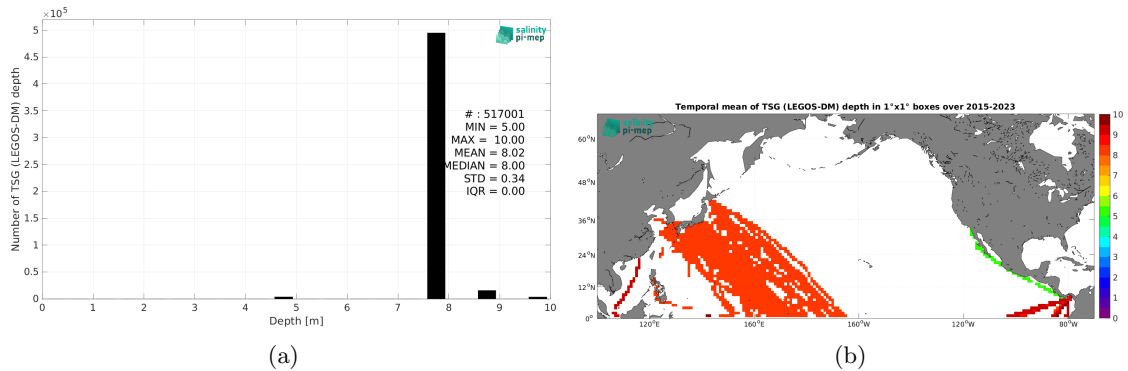 ×10⁵
5
4.5
4
3.5
3
2.5
2
1.5
1
0.5
0
Number of TSG (LEGOS-DM) depth
0 1 2 3 4 5 6 7 8 9 10
Depth [m]
salinity
pi-mep
# : 517001
MIN = 5.00
MAX = 10.00
MEAN = 8.02
MEDIAN = 8.00
STD = 0.34
IQR = 0.00
(a)
Temporal mean of TSG (LEGOS-DM) depth in 1°x1° boxes over 2015-2023
salinity
pi-mep
60°N
48°N
36°N
24°N
12°N
0°
120°E 160°E 160°W 120°W 80°W
10
9
8
7
6
5
4
3
2
1
0
(b)